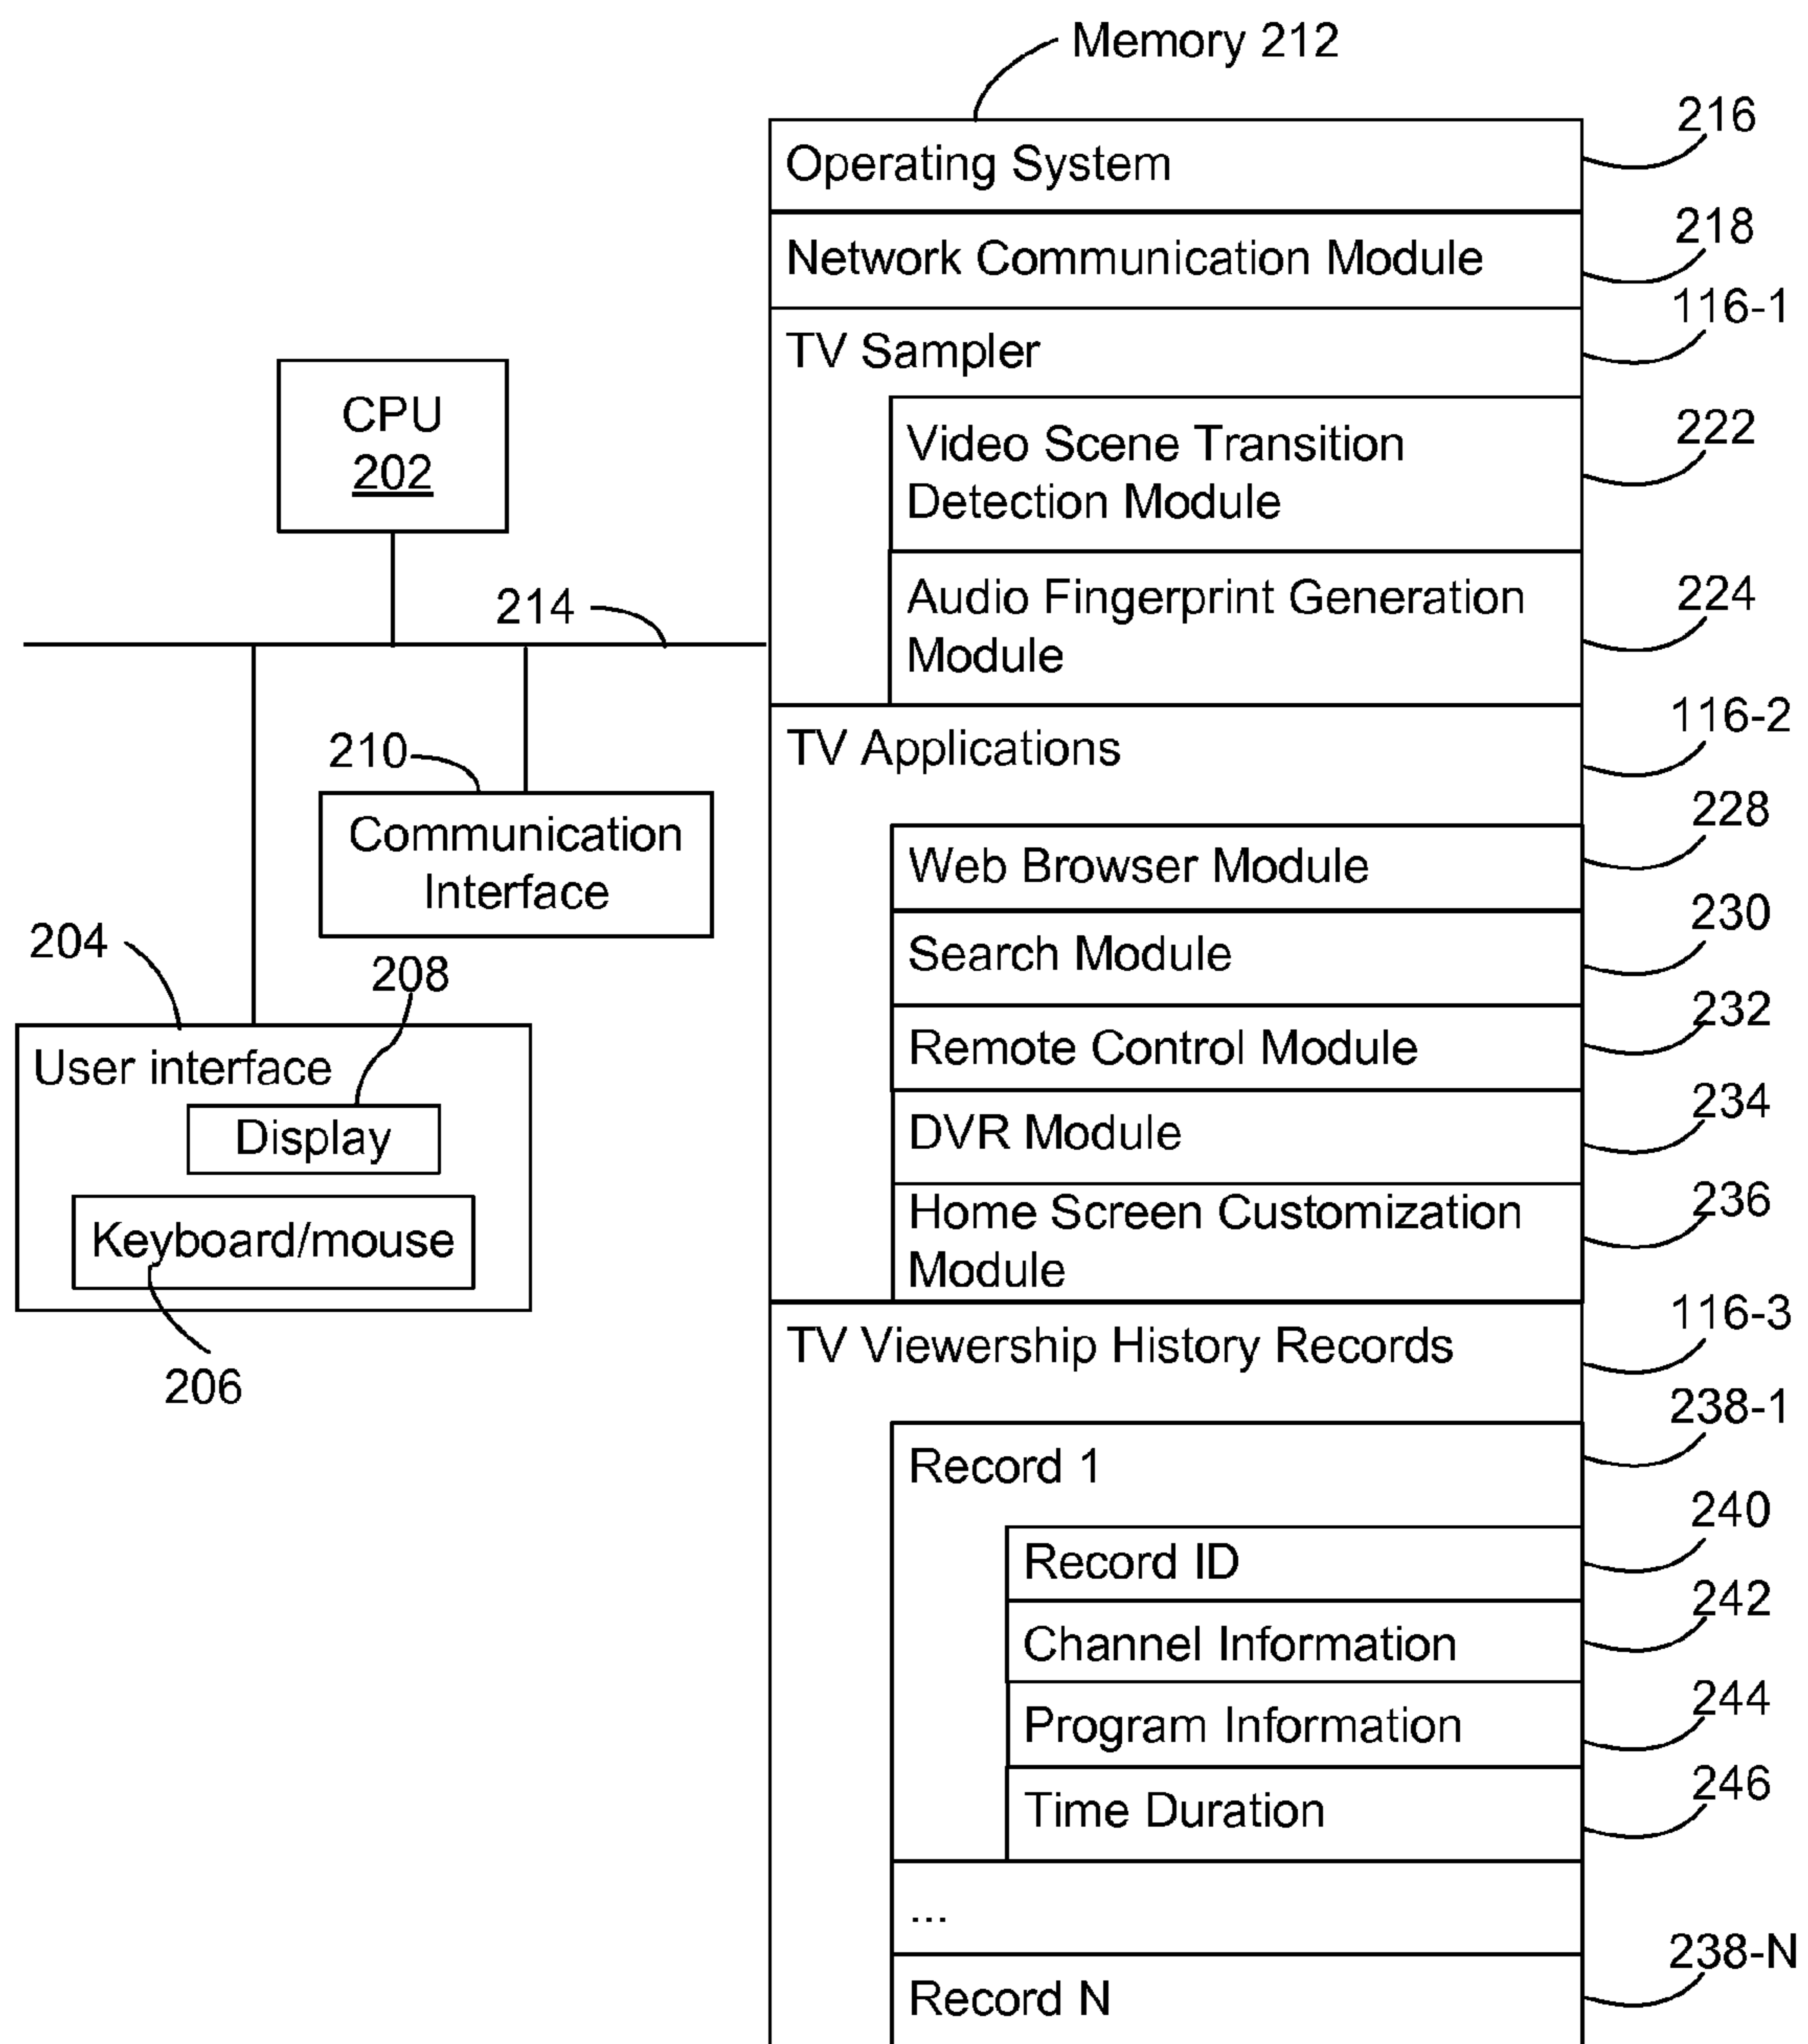 Memory 212
Operating System
216
Network Communication Module
218
TV Sampler
116-1
Video Scene Transition
Detection Module
222
Audio Fingerprint Generation
Module
224
TV Applications
116-2
Web Browser Module
228
Search Module
230
Remote Control Module
232
DVR Module
234
Home Screen Customization
Module
236
TV Viewership History Records
116-3
Record 1
238-1
Record ID
240
Channel Information
242
Program Information
244
Time Duration
246
...
Record N
238-N
CPU
202
214
210
Communication
Interface
204
208
User interface
Display
Keyboard/mouse
206